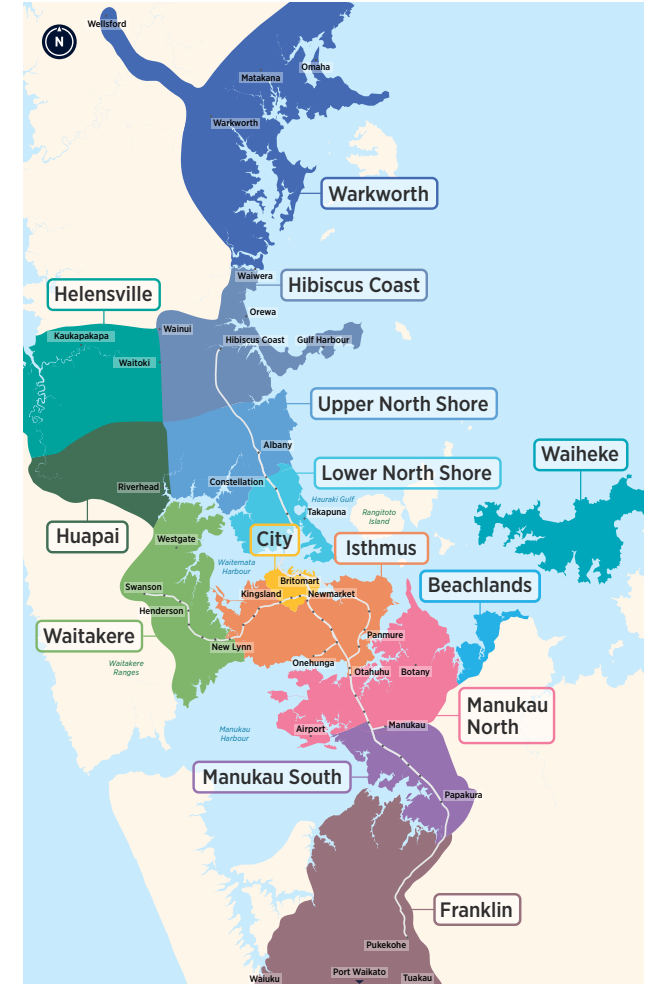 Wellsford
N
Omaha
Matakana
Warkworth
Warkworth
Waiwera
Hibiscus Coast
Helensville
Orewa
Wainui
Kaukapakapa
Hibiscus Coast
Gulf Harbour
Waitoki
Upper North Shore
Albany
Waiheke
Lower North Shore
Constellation
Riverhead
Hauraki Gulf
Takapuna
Rangitoto
Island
Huapai
Westgate
City
Isthmus
Waitemata
Harbour
Britomart
Beachlands
Swanson
Kingsland
Newmarket
Henderson
Waitakere
Panmure
New Lynn
Waitakere
Ranges
Onehunga
Otahuhu
Botany
Manukau
North
Manukau
Harbour
Airport
Manukau
Manukau South
Papakura
Franklin
Pukekohe
Port Waikato
Waiuku
Tuakau